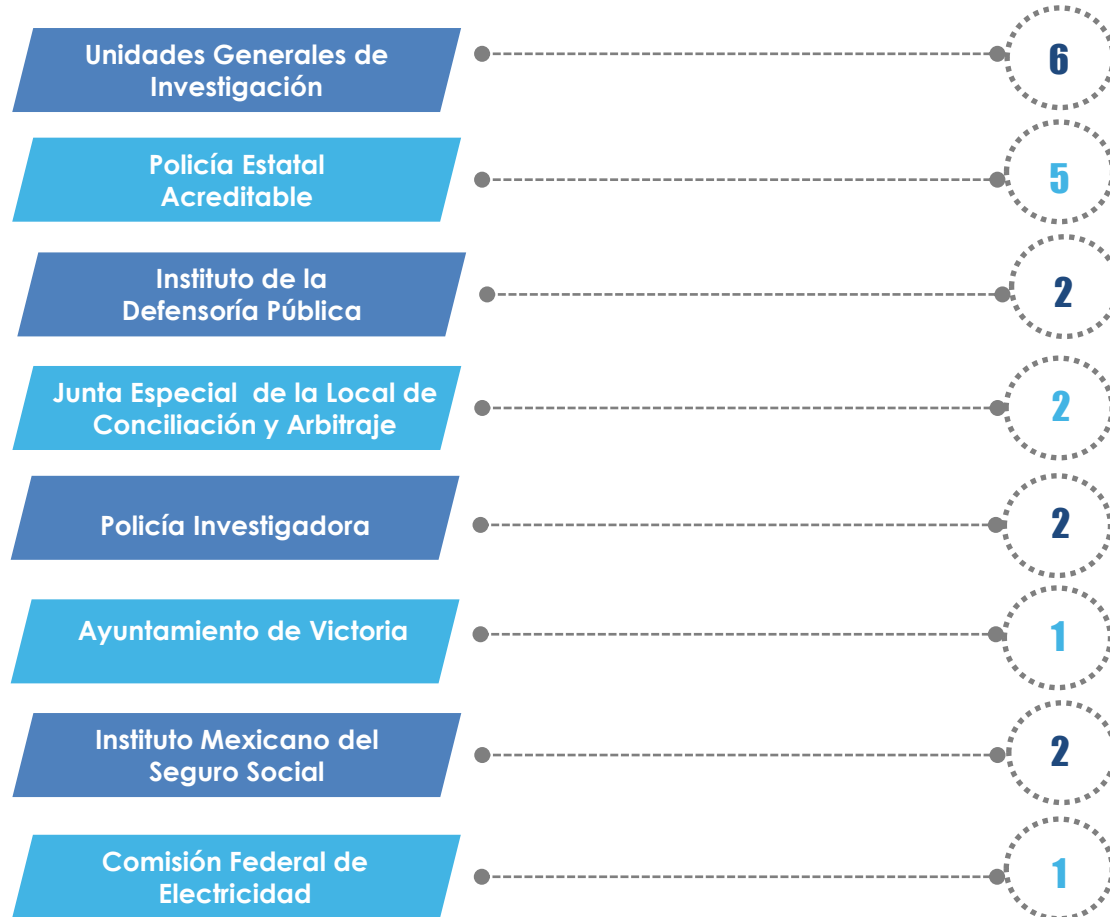 Unidades Generales de
Investigación
6
Policía Estatal
Acreditable
5
Instituto de la
Defensoría Pública
2
Junta Especial  de la Local de
Conciliación y Arbitraje
2
Policía Investigadora
2
Ayuntamiento de Victoria
1
Instituto Mexicano del
Seguro Social
2
Comisión Federal de
Electricidad
1